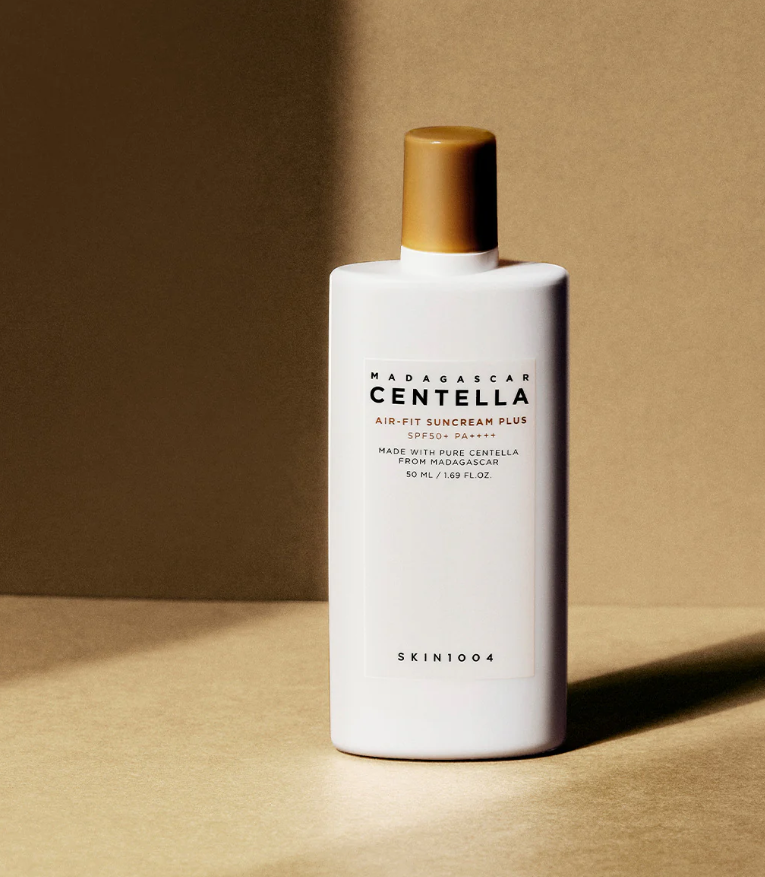 MADAGASCAR
CENTELLA
AIR-FIT SUNCREAM PLUS
SPF50+ PA++++
MADE WITH PURE CENTELLA
FROM MADAGASCAR
50 ML / 1.69 FL.OZ.
SKIN1004